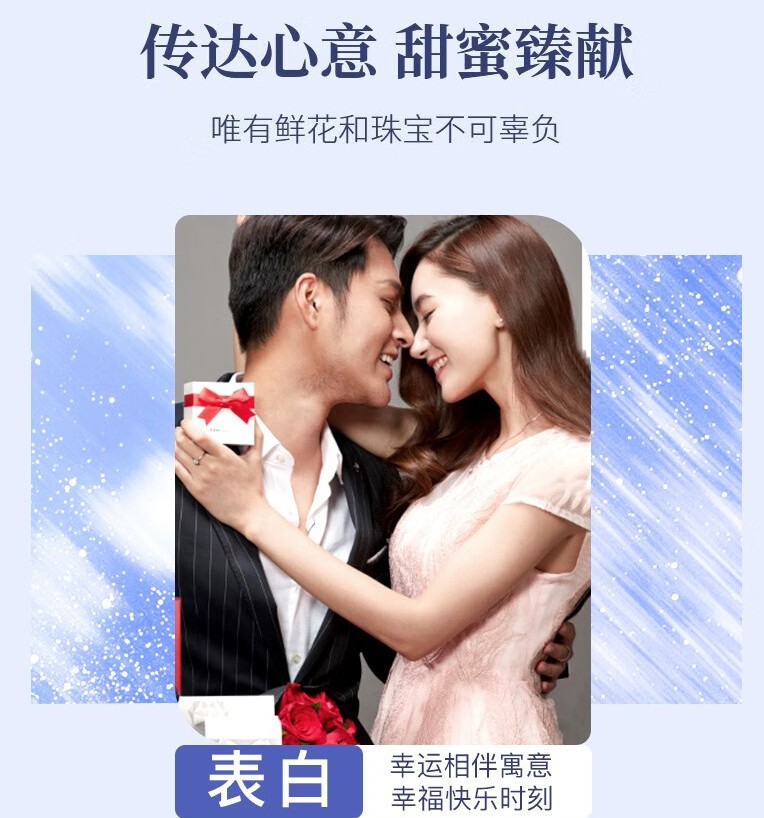 传达心意 甜蜜臻献
唯有鲜花和珠宝不可辜负
表白
幸运相伴寓意
幸福快乐时刻